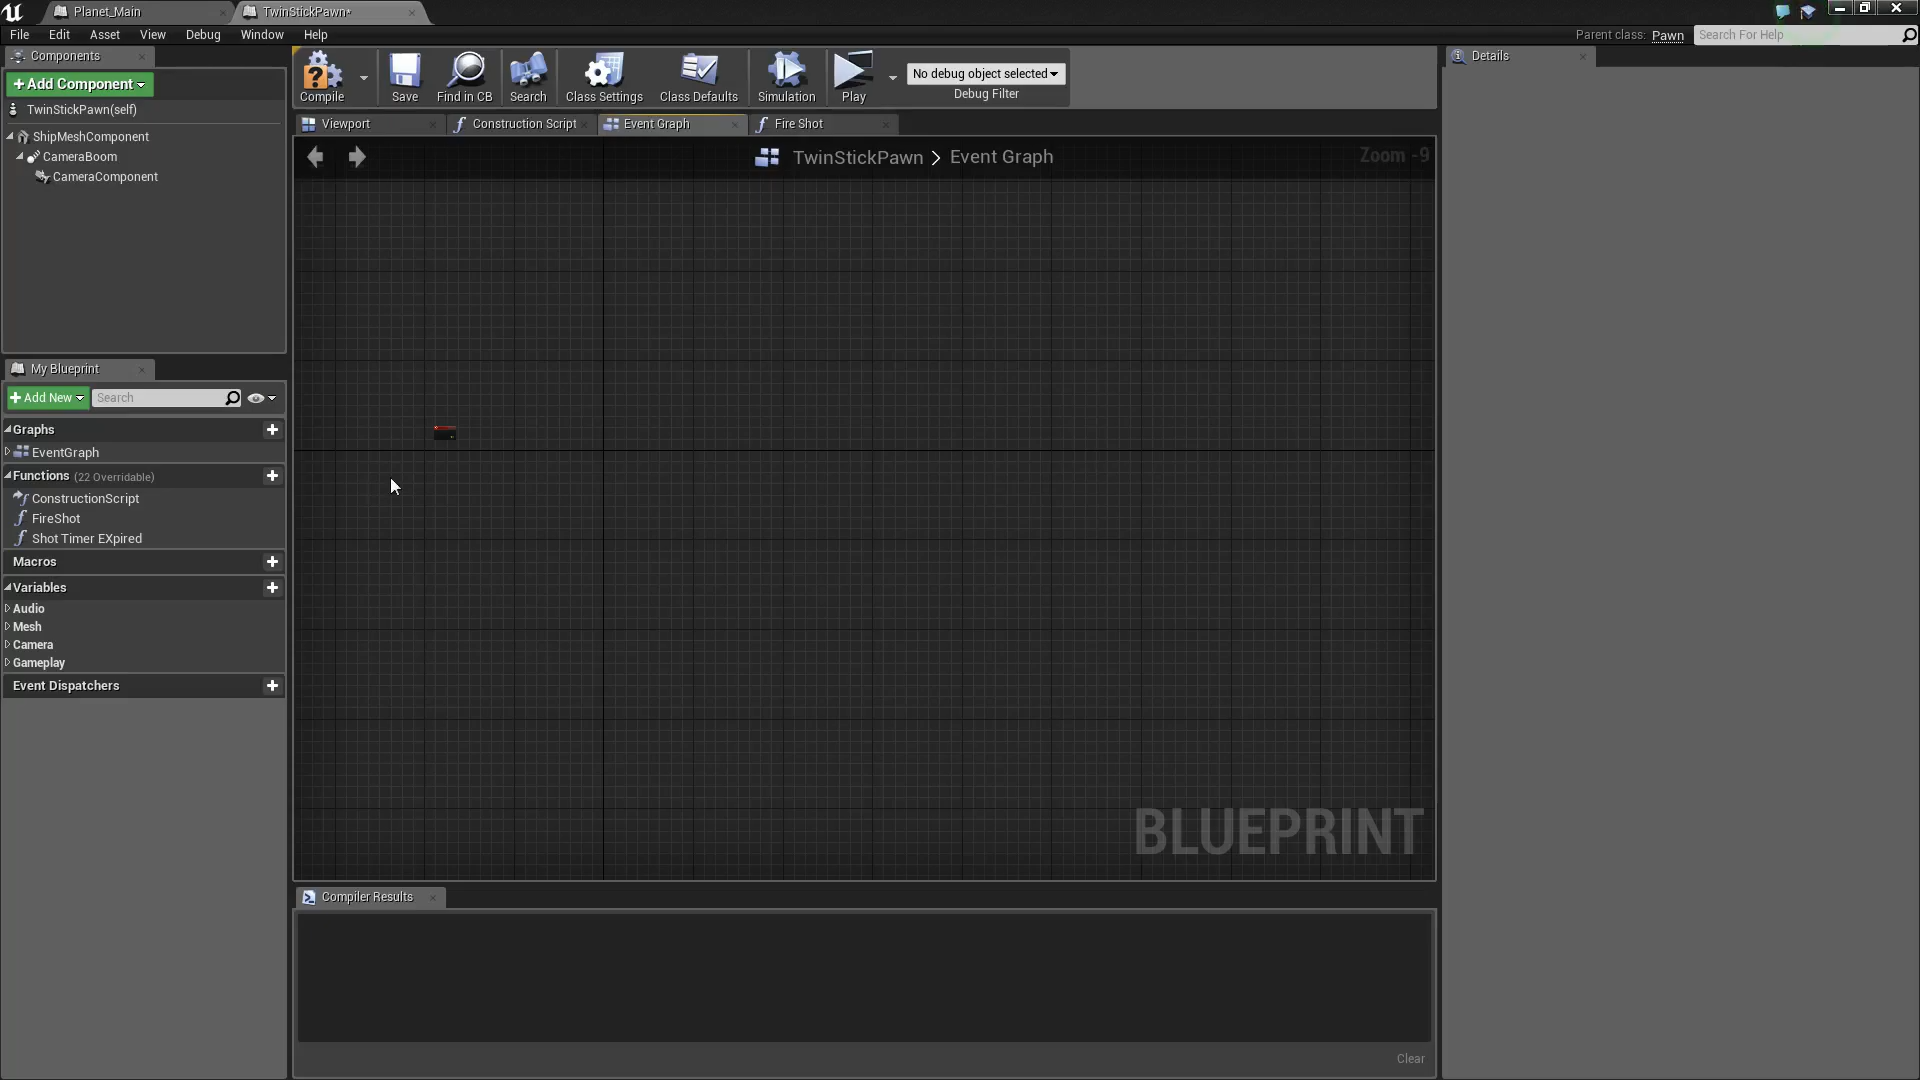 Planet_Main
TwinStickPawn*
File Edit Asset View Debug Window Help
Parent class: Pawn
Search For Help
Components
Add Component
TwinStickPawn(self)
ShipMeshComponent
CameraBoom
CameraComponent
Compile
Save
Find in CB
Search
Class Settings
Class Defaults
Simulation
Play
No debug object selected
Debug Filter
Viewport
Construction Script
Event Graph
Fire Shot
TwinStickPawn > Event Graph
Zoom -9
Details
My Blueprint
Add New
Search
Graphs
EventGraph
Functions (22 Overridable)
ConstructionScript
FireShot
Shot Timer EXpired
Macros
Variables
Audio
Mesh
Camera
Gameplay
Event Dispatchers
BLUEPRINT
Compiler Results
Clear